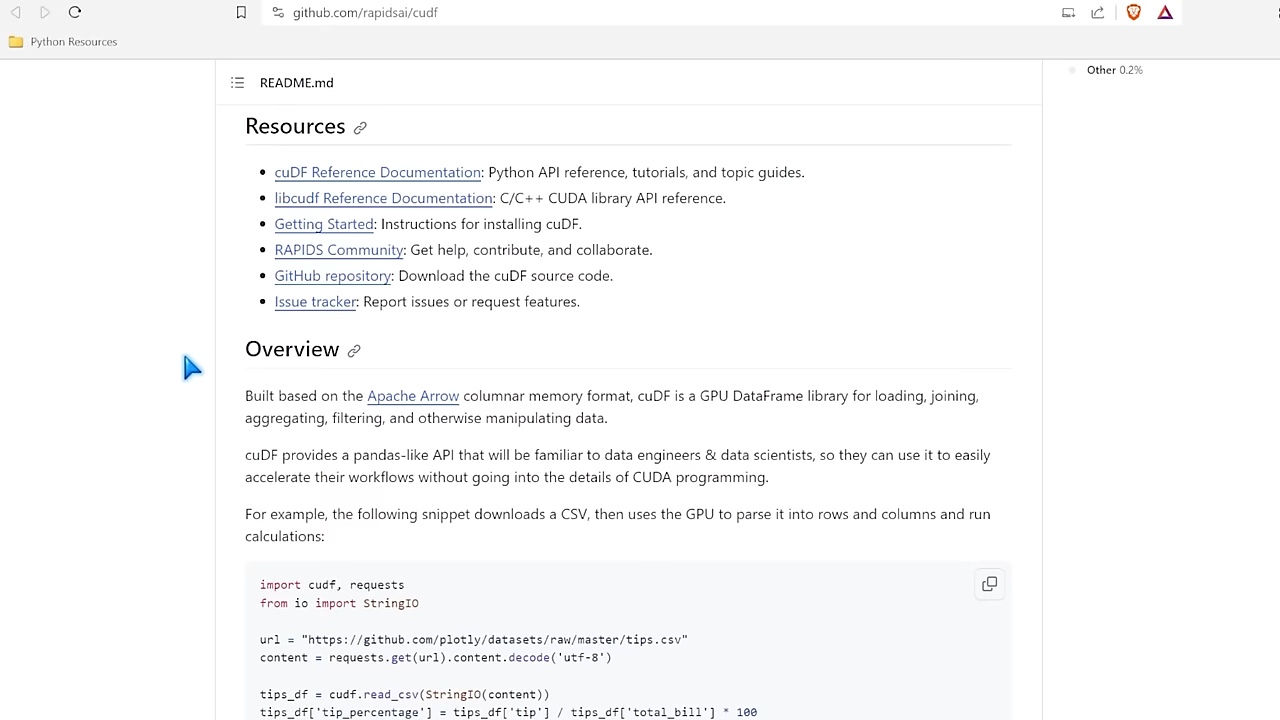 github.com/rapidsai/cudf
Python Resources
README.md
Other 0.2%
Resources
cuDF Reference Documentation: Python API reference, tutorials, and topic guides.
libcudf Reference Documentation: C/C++ CUDA library API reference.
Getting Started: Instructions for installing cuDF.
RAPIDS Community: Get help, contribute, and collaborate.
GitHub repository: Download the cuDF source code.
Issue tracker: Report issues or request features.
Overview
Built based on the Apache Arrow columnar memory format, cuDF is a GPU DataFrame library for loading, joining,
aggregating, filtering, and otherwise manipulating data.
cuDF provides a pandas-like API that will be familiar to data engineers & data scientists, so they can use it to easily
accelerate their workflows without going into the details of CUDA programming.
For example, the following snippet downloads a CSV, then uses the GPU to parse it into rows and columns and run
calculations:
import cudf, requests
from io import StringIO
url = "https://github.com/plotly/datasets/raw/master/tips.csv"
content = requests.get(url).content.decode('utf-8')
tips_df = cudf.read_csv(StringIO(content))
tips_df['tip_percentage'] = tips_df['tip'] / tips_df['total_bill'] * 100